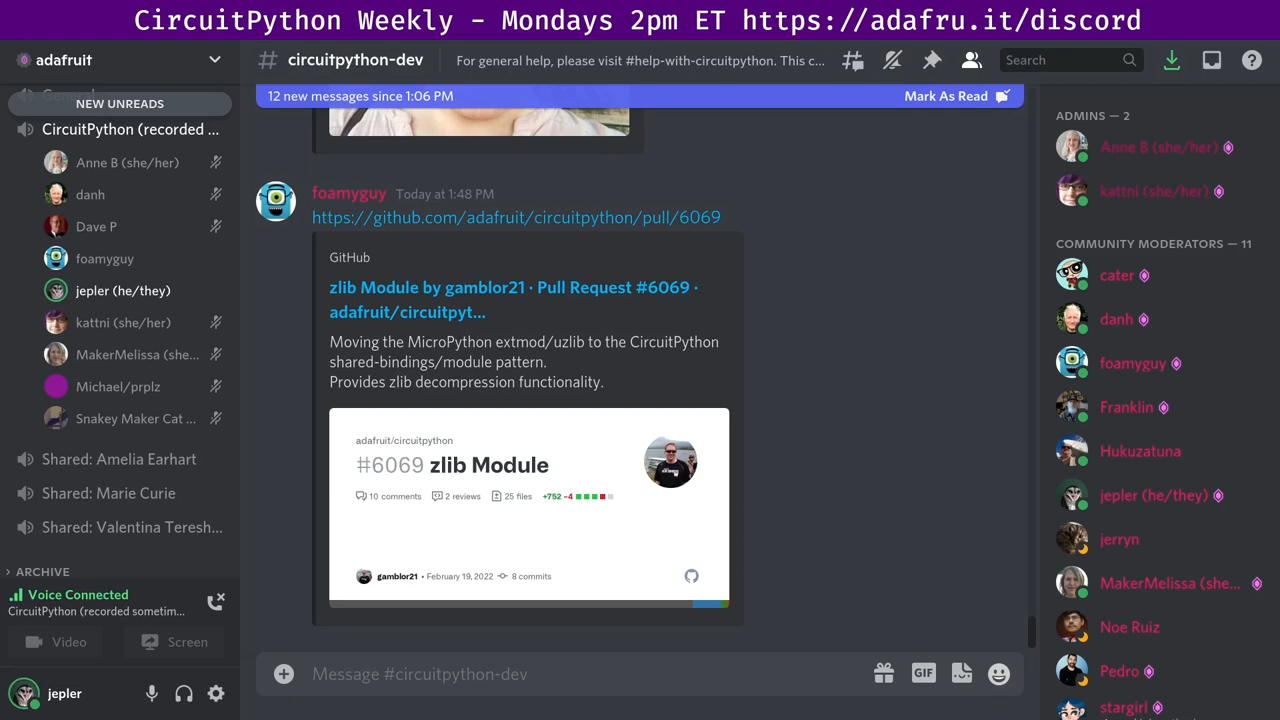 CircuitPython Weekly - Mondays 2pm ET https://adafru.it/discord
adafruit
General
NEW UNREADS
CircuitPython (recorded ...
Anne B (she/her)
danh
Dave P
foamyguy
jepler (he/they)
kattni (she/her)
MakerMelissa (she...
Michael/prplz
Snakey Maker Cat ...
Shared: Amelia Earhart
Shared: Marie Curie
Shared: Valentina Teresh...
ARCHIVE
Voice Connected
CircuitPython (recorded sometim...
Video
Screen
jepler
# circuitpython-dev
For general help, please visit #help-with-circuitpython. This c...
Search
12 new messages since 1:06 PM
Mark As Read
foamyguy Today at 1:48 PM
https://github.com/adafruit/circuitpython/pull/6069
GitHub
zlib Module by gamblor21 · Pull Request #6069 ·
adafruit/circuitpyt...
Moving the MicroPython extmod/uzlib to the CircuitPython
shared-bindings/module pattern.
Provides zlib decompression functionality.
adafruit/circuitpython
#6069 zlib Module
10 comments 2 reviews 25 files +752 -4
gamblor21 • February 19, 2022 8 commits
Message #circuitpython-dev
GIF
ADMINS — 2
Anne B (she/her)
kattni (she/her)
COMMUNITY MODERATORS — 11
cater
danh
foamyguy
Franklin
Hukuzatuna
jepler (he/they)
jerryn
MakerMelissa (she...
Noe Ruiz
Pedro
stargirl